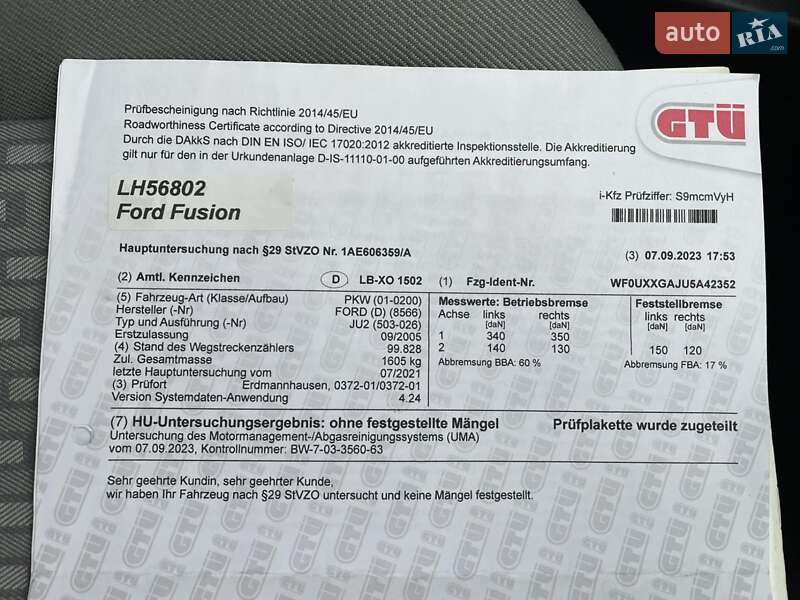 auto RIA .com
Prüfbescheinigung nach Richtlinie 2014/45/EU
Roadworthiness Certificate according to Directive 2014/45/EU
Durch die DAkkS nach DIN EN ISO/ IEC 17020:2012 akkreditierte Inspektionsstelle. Die Akkreditierung
gilt nur für den in der Urkundenanlage D-IS-11110-01-00 aufgeführten Akkreditierungsumfang.
GTÜ
LH56802
Ford Fusion
i-Kfz Prüfziffer: S9mcmVyH
Hauptuntersuchung nach §29 StVZO Nr. 1AE606359/A (3) 07.09.2023 17:53
(2) Amtl. Kennzeichen D LB-XO 1502 (1) Fzg-Ident-Nr. WF0UXXGAJU5A42352
(5) Fahrzeug-Art (Klasse/Aufbau) PKW (01-0200)
Hersteller (-Nr) FORD (D) (8566)
Typ und Ausführung (-Nr) JU2 (503-026)
Erstzulassung 09/2005
(4) Stand des Wegstreckenzählers 99.828
Zul. Gesamtmasse 1605 kg
letzte Hauptuntersuchung vom 07/2021
(3) Prüfort Erdmannhausen, 0372-01/0372-01
Version Systemdaten-Anwendung 4.24
Messwerte: Betriebsbremse Feststellbremse
Achse links rechts links rechts
[daN] [daN] [daN] [daN]
1 340 350
2 140 130 150 120
Abbremsung BBA: 60 % Abbremsung FBA: 17 %
(7) HU-Untersuchungsergebnis: ohne festgestellte Mängel Prüfplakette wurde zugeteilt
Untersuchung des Motormanagement-/Abgasreinigungssystems (UMA)
vom 07.09.2023, Kontrollnummer: BW-7-03-3560-63
Sehr geehrte Kundin, sehr geehrter Kunde,
wir haben Ihr Fahrzeug nach §29 StVZO untersucht und keine Mängel festgestellt.